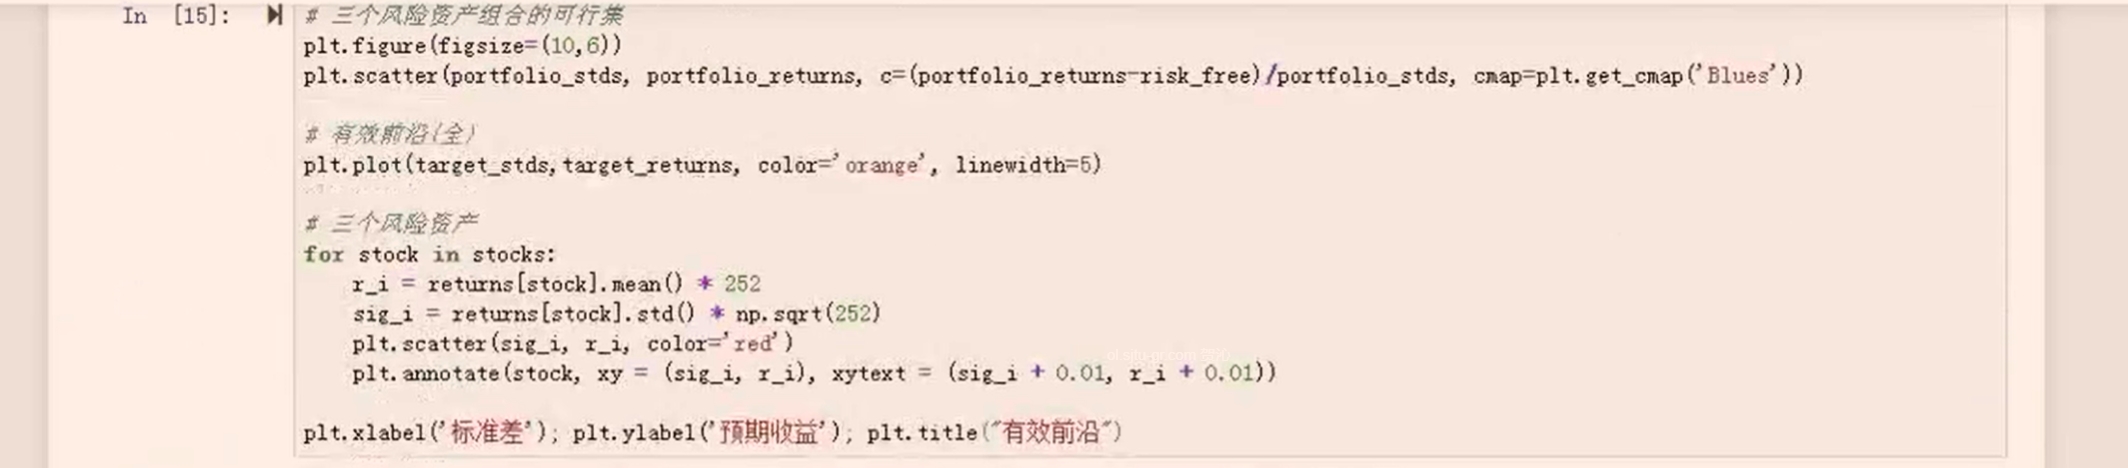 In [15]:
# 三个风险资产组合的可行集
plt.figure(figsize=(10,6))
plt.scatter(portfolio_stds, portfolio_returns, c=(portfolio_returns-risk_free)/portfolio_stds, cmap=plt.get_cmap('Blues'))
# 有效前沿(全)
plt.plot(target_stds,target_returns, color='orange', linewidth=5)
# 三个风险资产
for stock in stocks:
    r_i = returns[stock].mean() * 252
    sig_i = returns[stock].std() * np.sqrt(252)
    plt.scatter(sig_i, r_i, color='red')
    plt.annotate(stock, xy = (sig_i, r_i), xytext = (sig_i + 0.01, r_i + 0.01))
plt.xlabel('标准差'); plt.ylabel('预期收益'); plt.title("有效前沿")